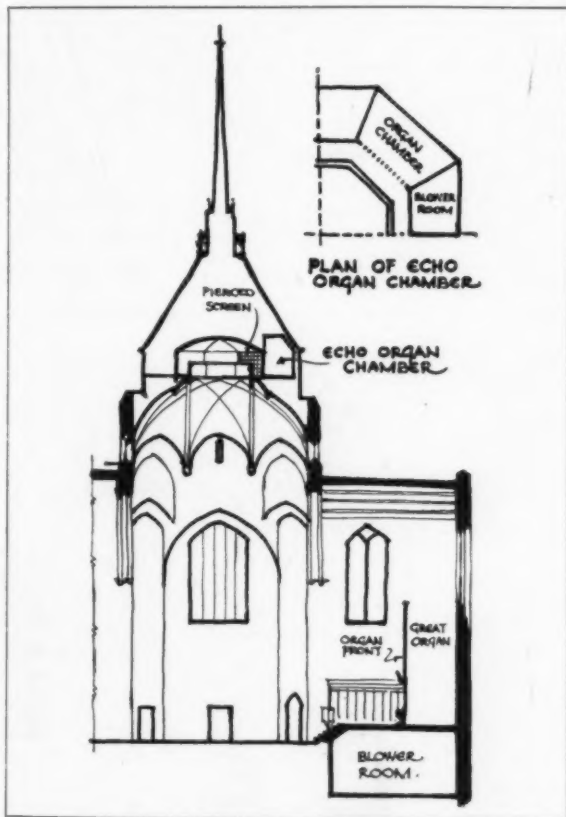 ORGAN
CHAMBER
BLOWER
ROOM
PLAN OF ECHO
ORGAN CHAMBER
PIERCED
SCREEN
ECHO ORGAN
CHAMBER
ORGAN
FRONT
GREAT
ORGAN
BLOWER
ROOM.